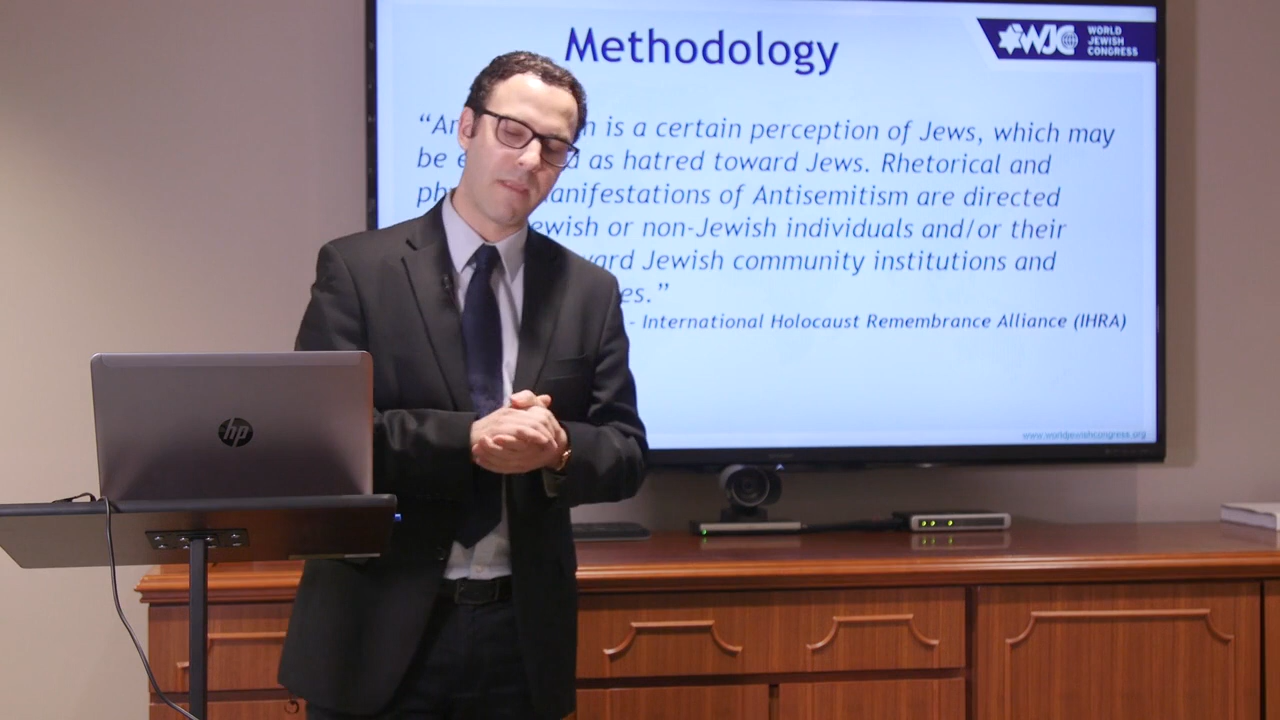 Methodology
WJC
WORLD
JEWISH
CONGRESS
“An n is a certain perception of Jews, which may
be e d as hatred toward Jews. Rhetorical and
ph anifestations of Antisemitism are directed
ewish or non-Jewish individuals and/or their
ward Jewish community institutions and
es.”
- International Holocaust Remembrance Alliance (IHRA)
www.worldjewishcongress.org
hp